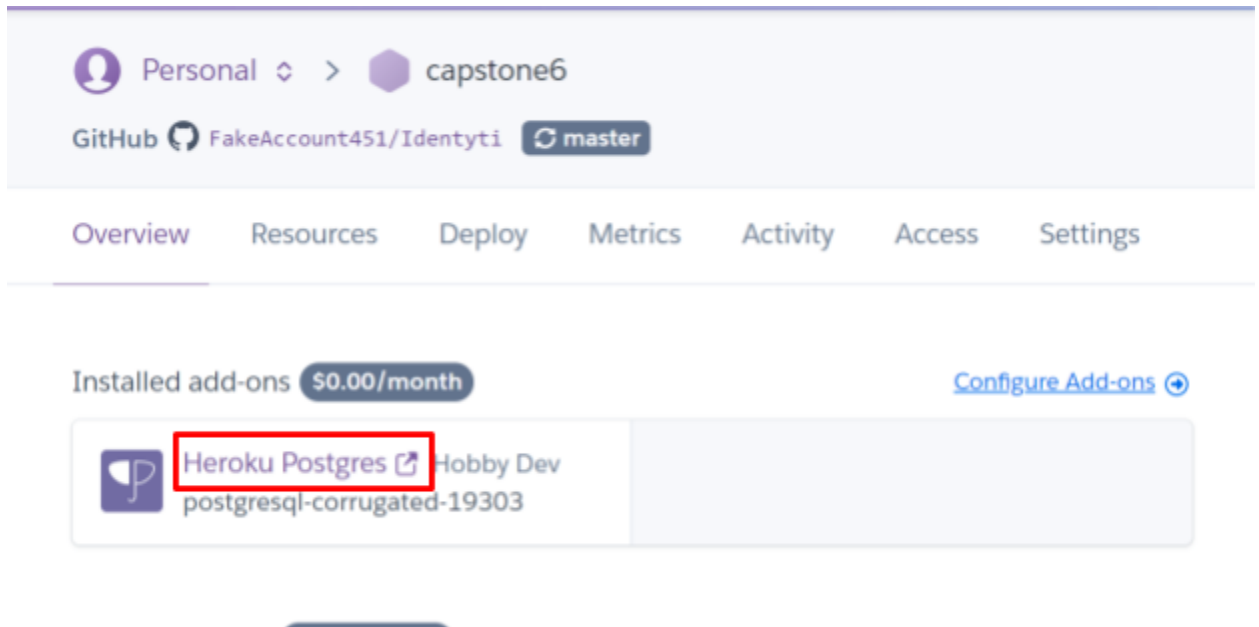 Personal > capstone6
GitHub FakeAccount451/Identyti master
Overview Resources Deploy Metrics Activity Access Settings
Installed add-ons $0.00/month Configure Add-ons
Heroku Postgres Hobby Dev
postgresql-corrugated-19303